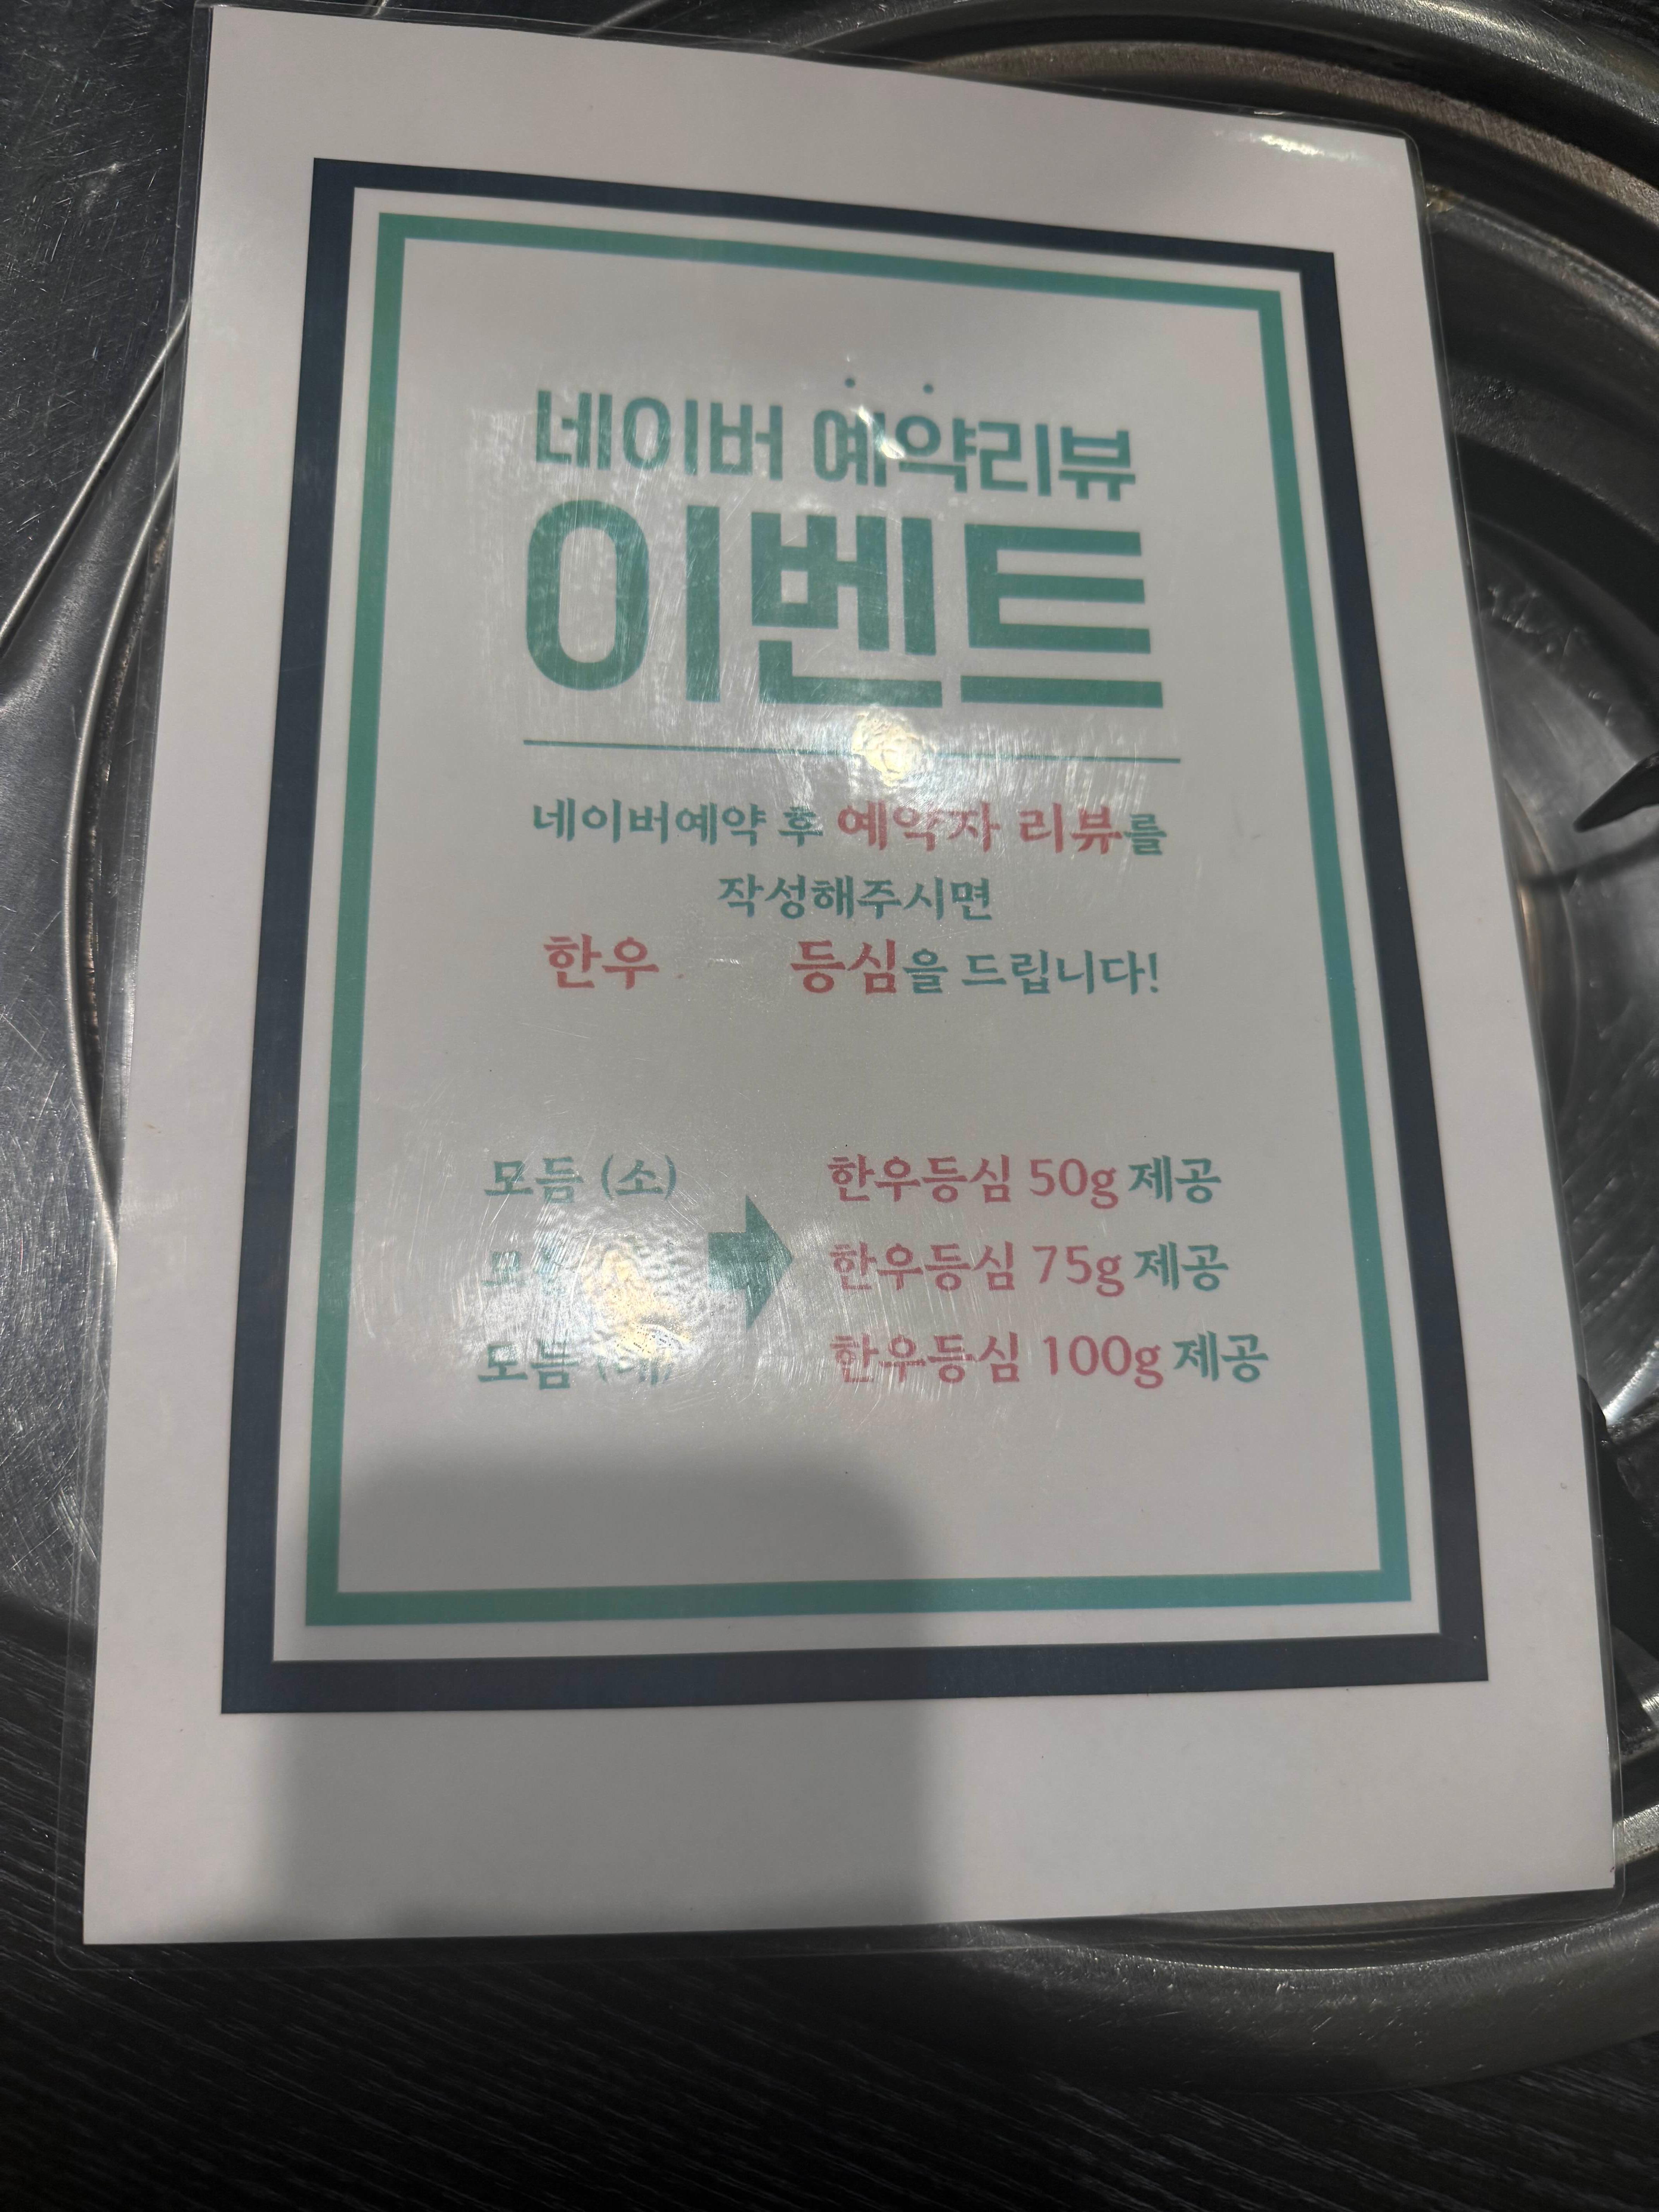 네이버 예약리뷰
이벤트
네이버예약 후 예약자 리뷰를
작성해주시면
한우 등심을 드립니다!
모듬 (소) 한우등심 50g 제공
한우등심 75g 제공
모듬 (대) 한우등심 100g 제공